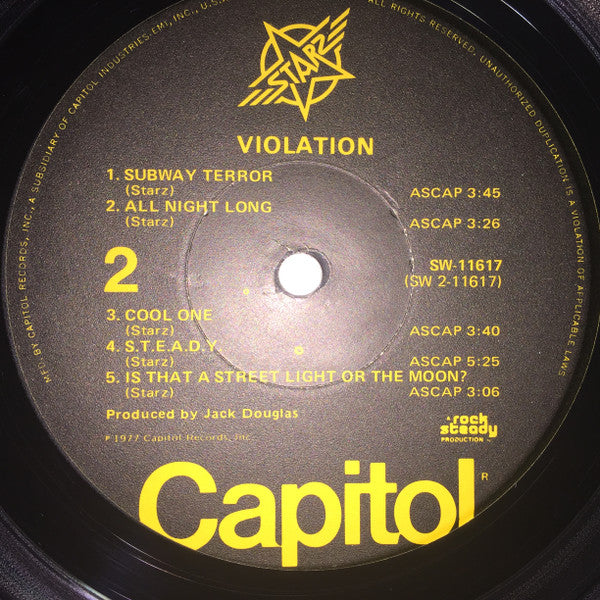 STARZ
VIOLATION
1. SUBWAY TERROR
(Starz) ASCAP 3:45
2. ALL NIGHT LONG
(Starz) ASCAP 3:26
2
SW-11617
(SW 2-11617)
3. COOL ONE
(Starz) ASCAP 3:40
4. S.T.E.A.D.Y.
(Starz) ASCAP 5:25
5. IS THAT A STREET LIGHT OR THE MOON?
(Starz) ASCAP 3:06
Produced by Jack Douglas
℗ 1977 Capitol Records, Inc.
A rock
steady
PRODUCTION
Capitol®
MFD. BY CAPITOL RECORDS, INC., A SUBSIDIARY OF CAPITOL INDUSTRIES-EMI, INC., U.S.A.
ALL RIGHTS RESERVED. UNAUTHORIZED DUPLICATION IS A VIOLATION OF APPLICABLE LAWS